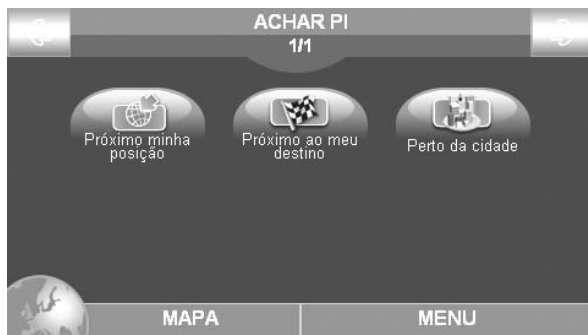 ACHAR PI
1/1
Próximo minha
posição
Próximo ao meu
destino
Perto da cidade
MAPA
MENU